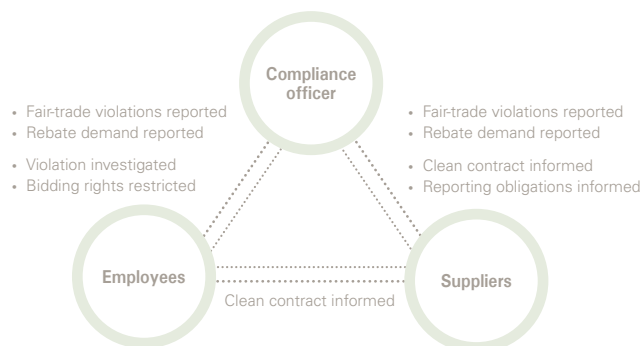 Compliance
officer
• Fair-trade violations reported
• Rebate demand reported
• Violation investigated
• Bidding rights restricted
• Fair-trade violations reported
• Rebate demand reported
• Clean contract informed
• Reporting obligations informed
Employees
Clean contract informed
Suppliers